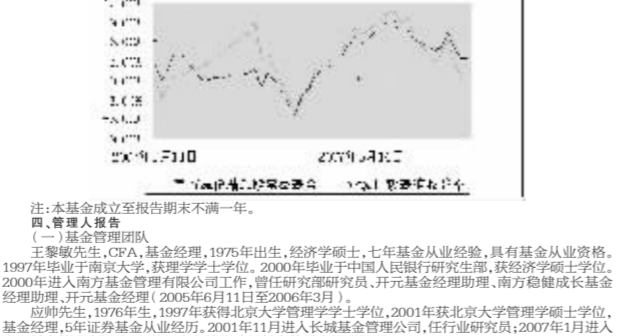 注:本基金成立至报告期末不满一年。
四、管理人报告
(一)基金管理团队
王黎敏先生,CFA,基金经理,1975年出生,经济学硕士,七年基金从业经验,具有基金从业资格。
1997年毕业于南京大学,获理学学士学位。2000年毕业于中国人民银行研究生部,获经济学硕士学位。
2000年进入南方基金管理有限公司工作,曾任研究部研究员、开元基金经理助理、南方稳健成长基金
经理助理、开元基金经理(2005年6月11日至2006年3月)。
应帅先生,1976年生,1997年获得北京大学管理学学士学位,2001年获北京大学管理学硕士学位,
基金经理,5年证券基金从业经历。2001年11月进入长城基金管理公司,任行业研究员;2007年1月进入